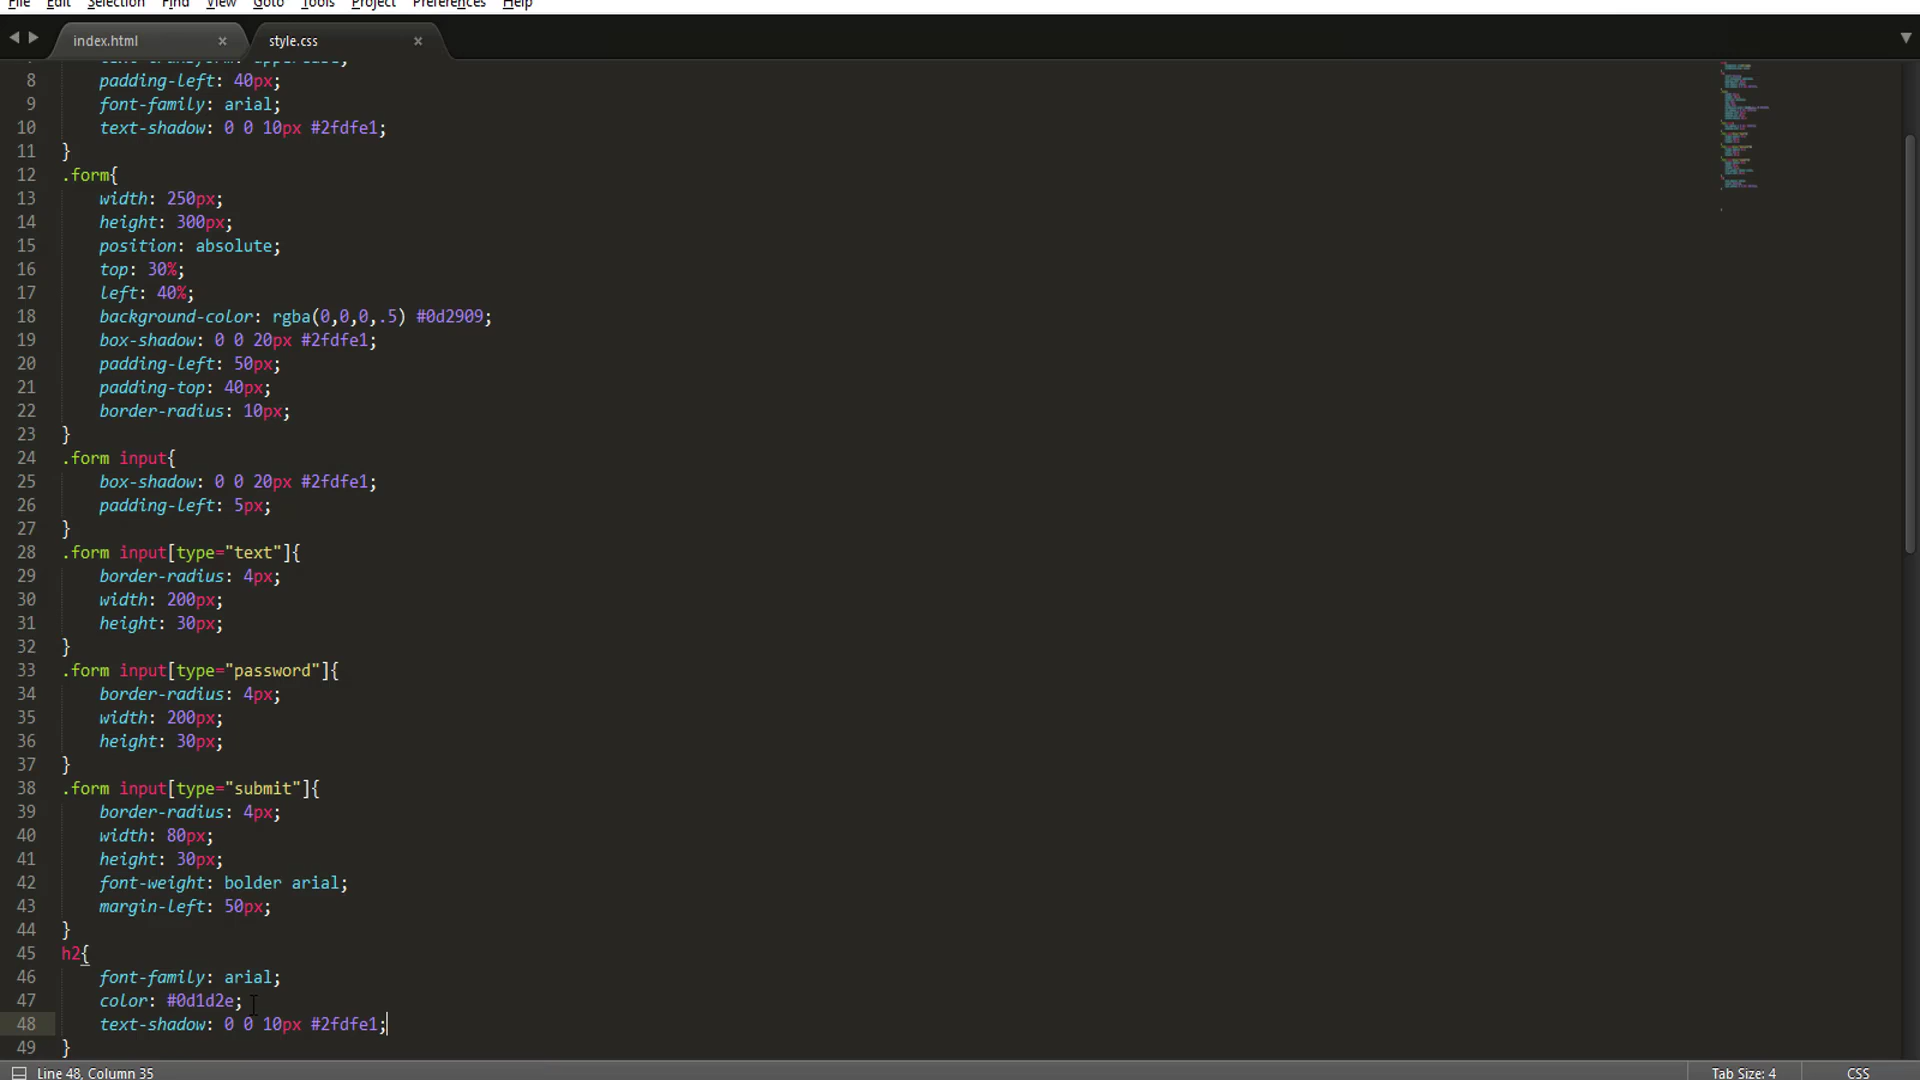 File Edit Selection Find View Goto Tools Project Preferences Help
index.html × style.css ×
text-transform: uppercase;
8 padding-left: 40px;
9 font-family: arial;
10 text-shadow: 0 0 10px #2fdfe1;
11 }
12 .form{
13 width: 250px;
14 height: 300px;
15 position: absolute;
16 top: 30%;
17 left: 40%;
18 background-color: rgba(0,0,0,.5) #0d2909;
19 box-shadow: 0 0 20px #2fdfe1;
20 padding-left: 50px;
21 padding-top: 40px;
22 border-radius: 10px;
23 }
24 .form input{
25 box-shadow: 0 0 20px #2fdfe1;
26 padding-left: 5px;
27 }
28 .form input[type="text"]{
29 border-radius: 4px;
30 width: 200px;
31 height: 30px;
32 }
33 .form input[type="password"]{
34 border-radius: 4px;
35 width: 200px;
36 height: 30px;
37 }
38 .form input[type="submit"]{
39 border-radius: 4px;
40 width: 80px;
41 height: 30px;
42 font-weight: bolder arial;
43 margin-left: 50px;
44 }
45 h2{
46 font-family: arial;
47 color: #0d1d2e;
48 text-shadow: 0 0 10px #2fdfe1;
49 }
Line 48, Column 35 Tab Size: 4 CSS